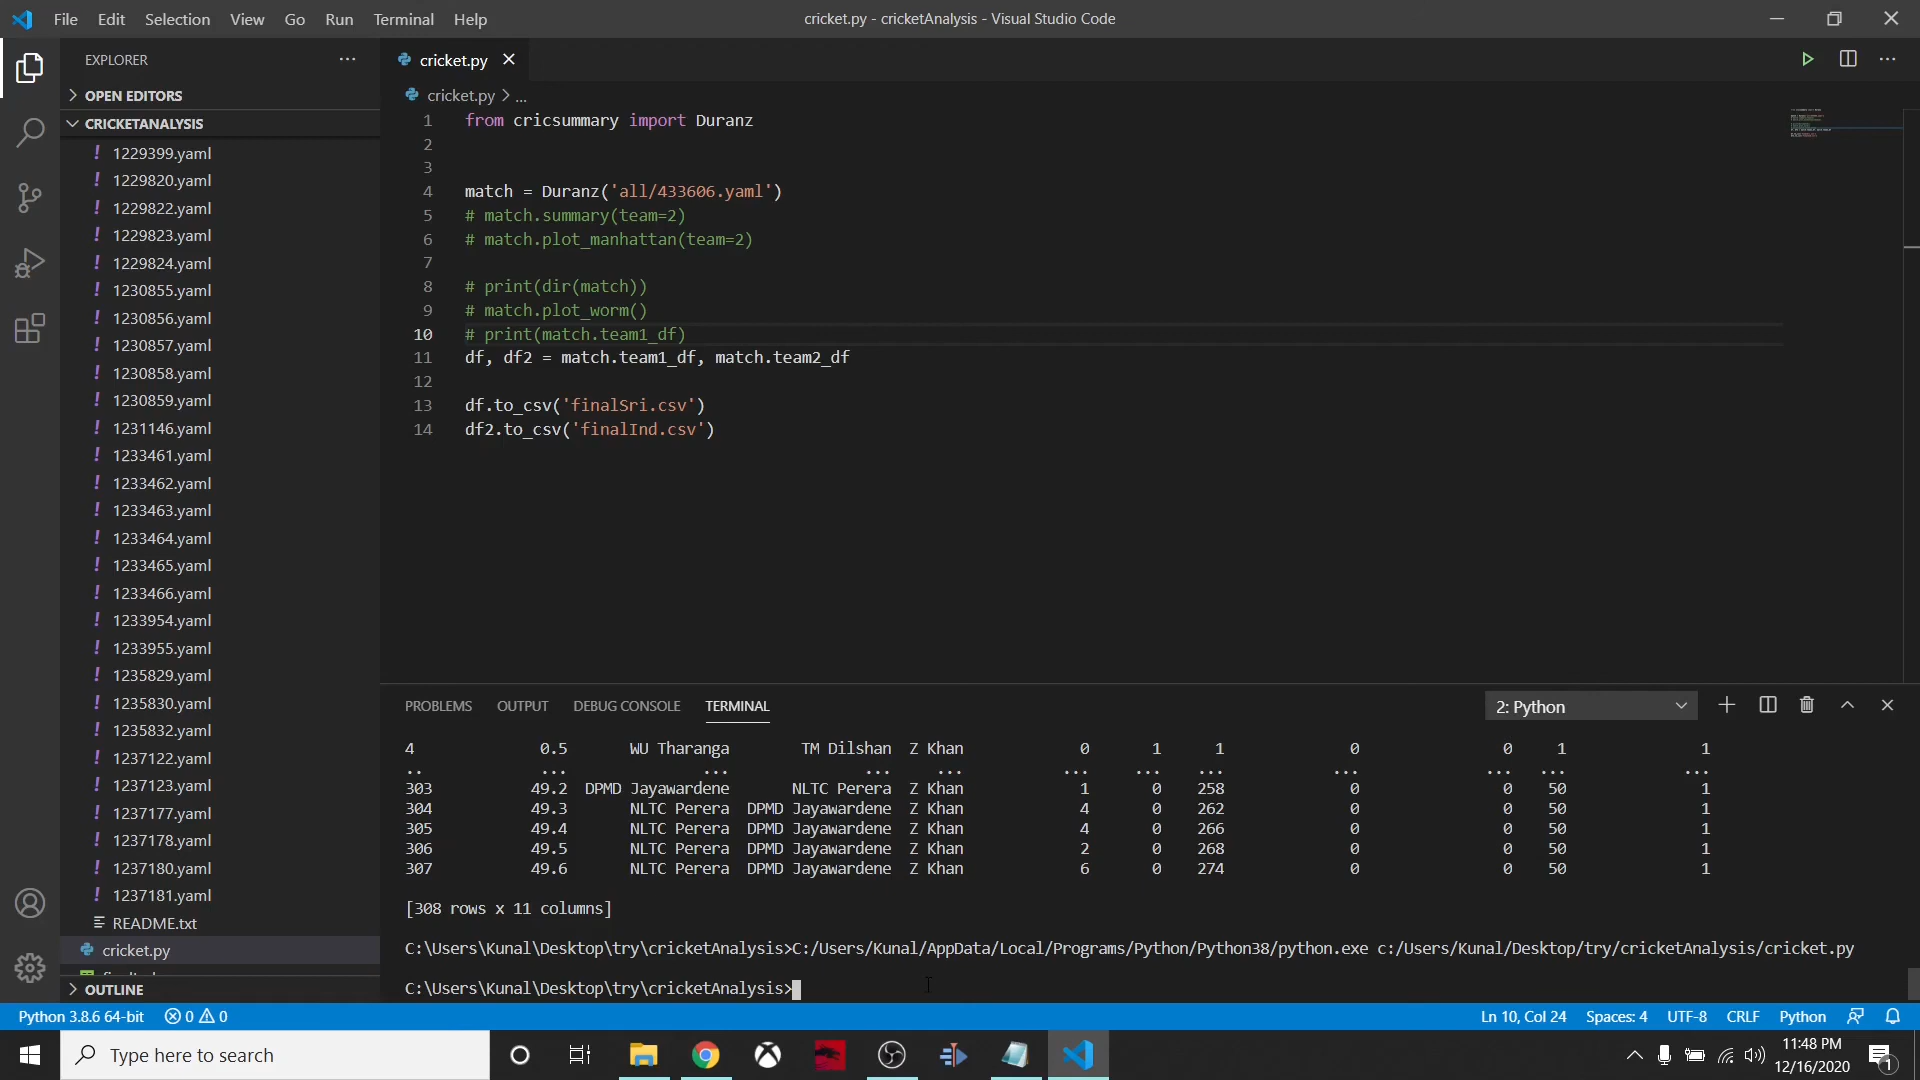 File Edit Selection View Go Run Terminal Help
cricket.py - cricketAnalysis - Visual Studio Code
EXPLORER
OPEN EDITORS
CRICKETANALYSIS
! 1229399.yaml
! 1229820.yaml
! 1229822.yaml
! 1229823.yaml
! 1229824.yaml
! 1230855.yaml
! 1230856.yaml
! 1230857.yaml
! 1230858.yaml
! 1230859.yaml
! 1231146.yaml
! 1233461.yaml
! 1233462.yaml
! 1233463.yaml
! 1233464.yaml
! 1233465.yaml
! 1233466.yaml
! 1233954.yaml
! 1233955.yaml
! 1235829.yaml
! 1235830.yaml
! 1235832.yaml
! 1237122.yaml
! 1237123.yaml
! 1237177.yaml
! 1237178.yaml
! 1237180.yaml
! 1237181.yaml
README.txt
cricket.py
OUTLINE
cricket.py
cricket.py > ...
1 from cricsummary import Duranz
2
3
4 match = Duranz('all/433606.yaml')
5 # match.summary(team=2)
6 # match.plot_manhattan(team=2)
7
8 # print(dir(match))
9 # match.plot_worm()
10 # print(match.team1_df)
11 df, df2 = match.team1_df, match.team2_df
12
13 df.to_csv('finalSri.csv')
14 df2.to_csv('finalInd.csv')
PROBLEMS OUTPUT DEBUG CONSOLE TERMINAL
2: Python
4 0.5 WU Tharanga TM Dilshan Z Khan 0 1 1 0 0 1 1
.. ... ... ... ... ... ... ... ... ... ... ...
303 49.2 DPMD Jayawardene NLTC Perera Z Khan 1 0 258 0 0 50 1
304 49.3 NLTC Perera DPMD Jayawardene Z Khan 4 0 262 0 0 50 1
305 49.4 NLTC Perera DPMD Jayawardene Z Khan 4 0 266 0 0 50 1
306 49.5 NLTC Perera DPMD Jayawardene Z Khan 2 0 268 0 0 50 1
307 49.6 NLTC Perera DPMD Jayawardene Z Khan 6 0 274 0 0 50 1
[308 rows x 11 columns]
C:\Users\Kunal\Desktop\try\cricketAnalysis>C:/Users/Kunal/AppData/Local/Programs/Python/Python38/python.exe c:/Users/Kunal/Desktop/try/cricketAnalysis/cricket.py
C:\Users\Kunal\Desktop\try\cricketAnalysis>
Python 3.8.6 64-bit 0 0
Ln 10, Col 24 Spaces: 4 UTF-8 CRLF Python
Type here to search
11:48 PM
12/16/2020
1